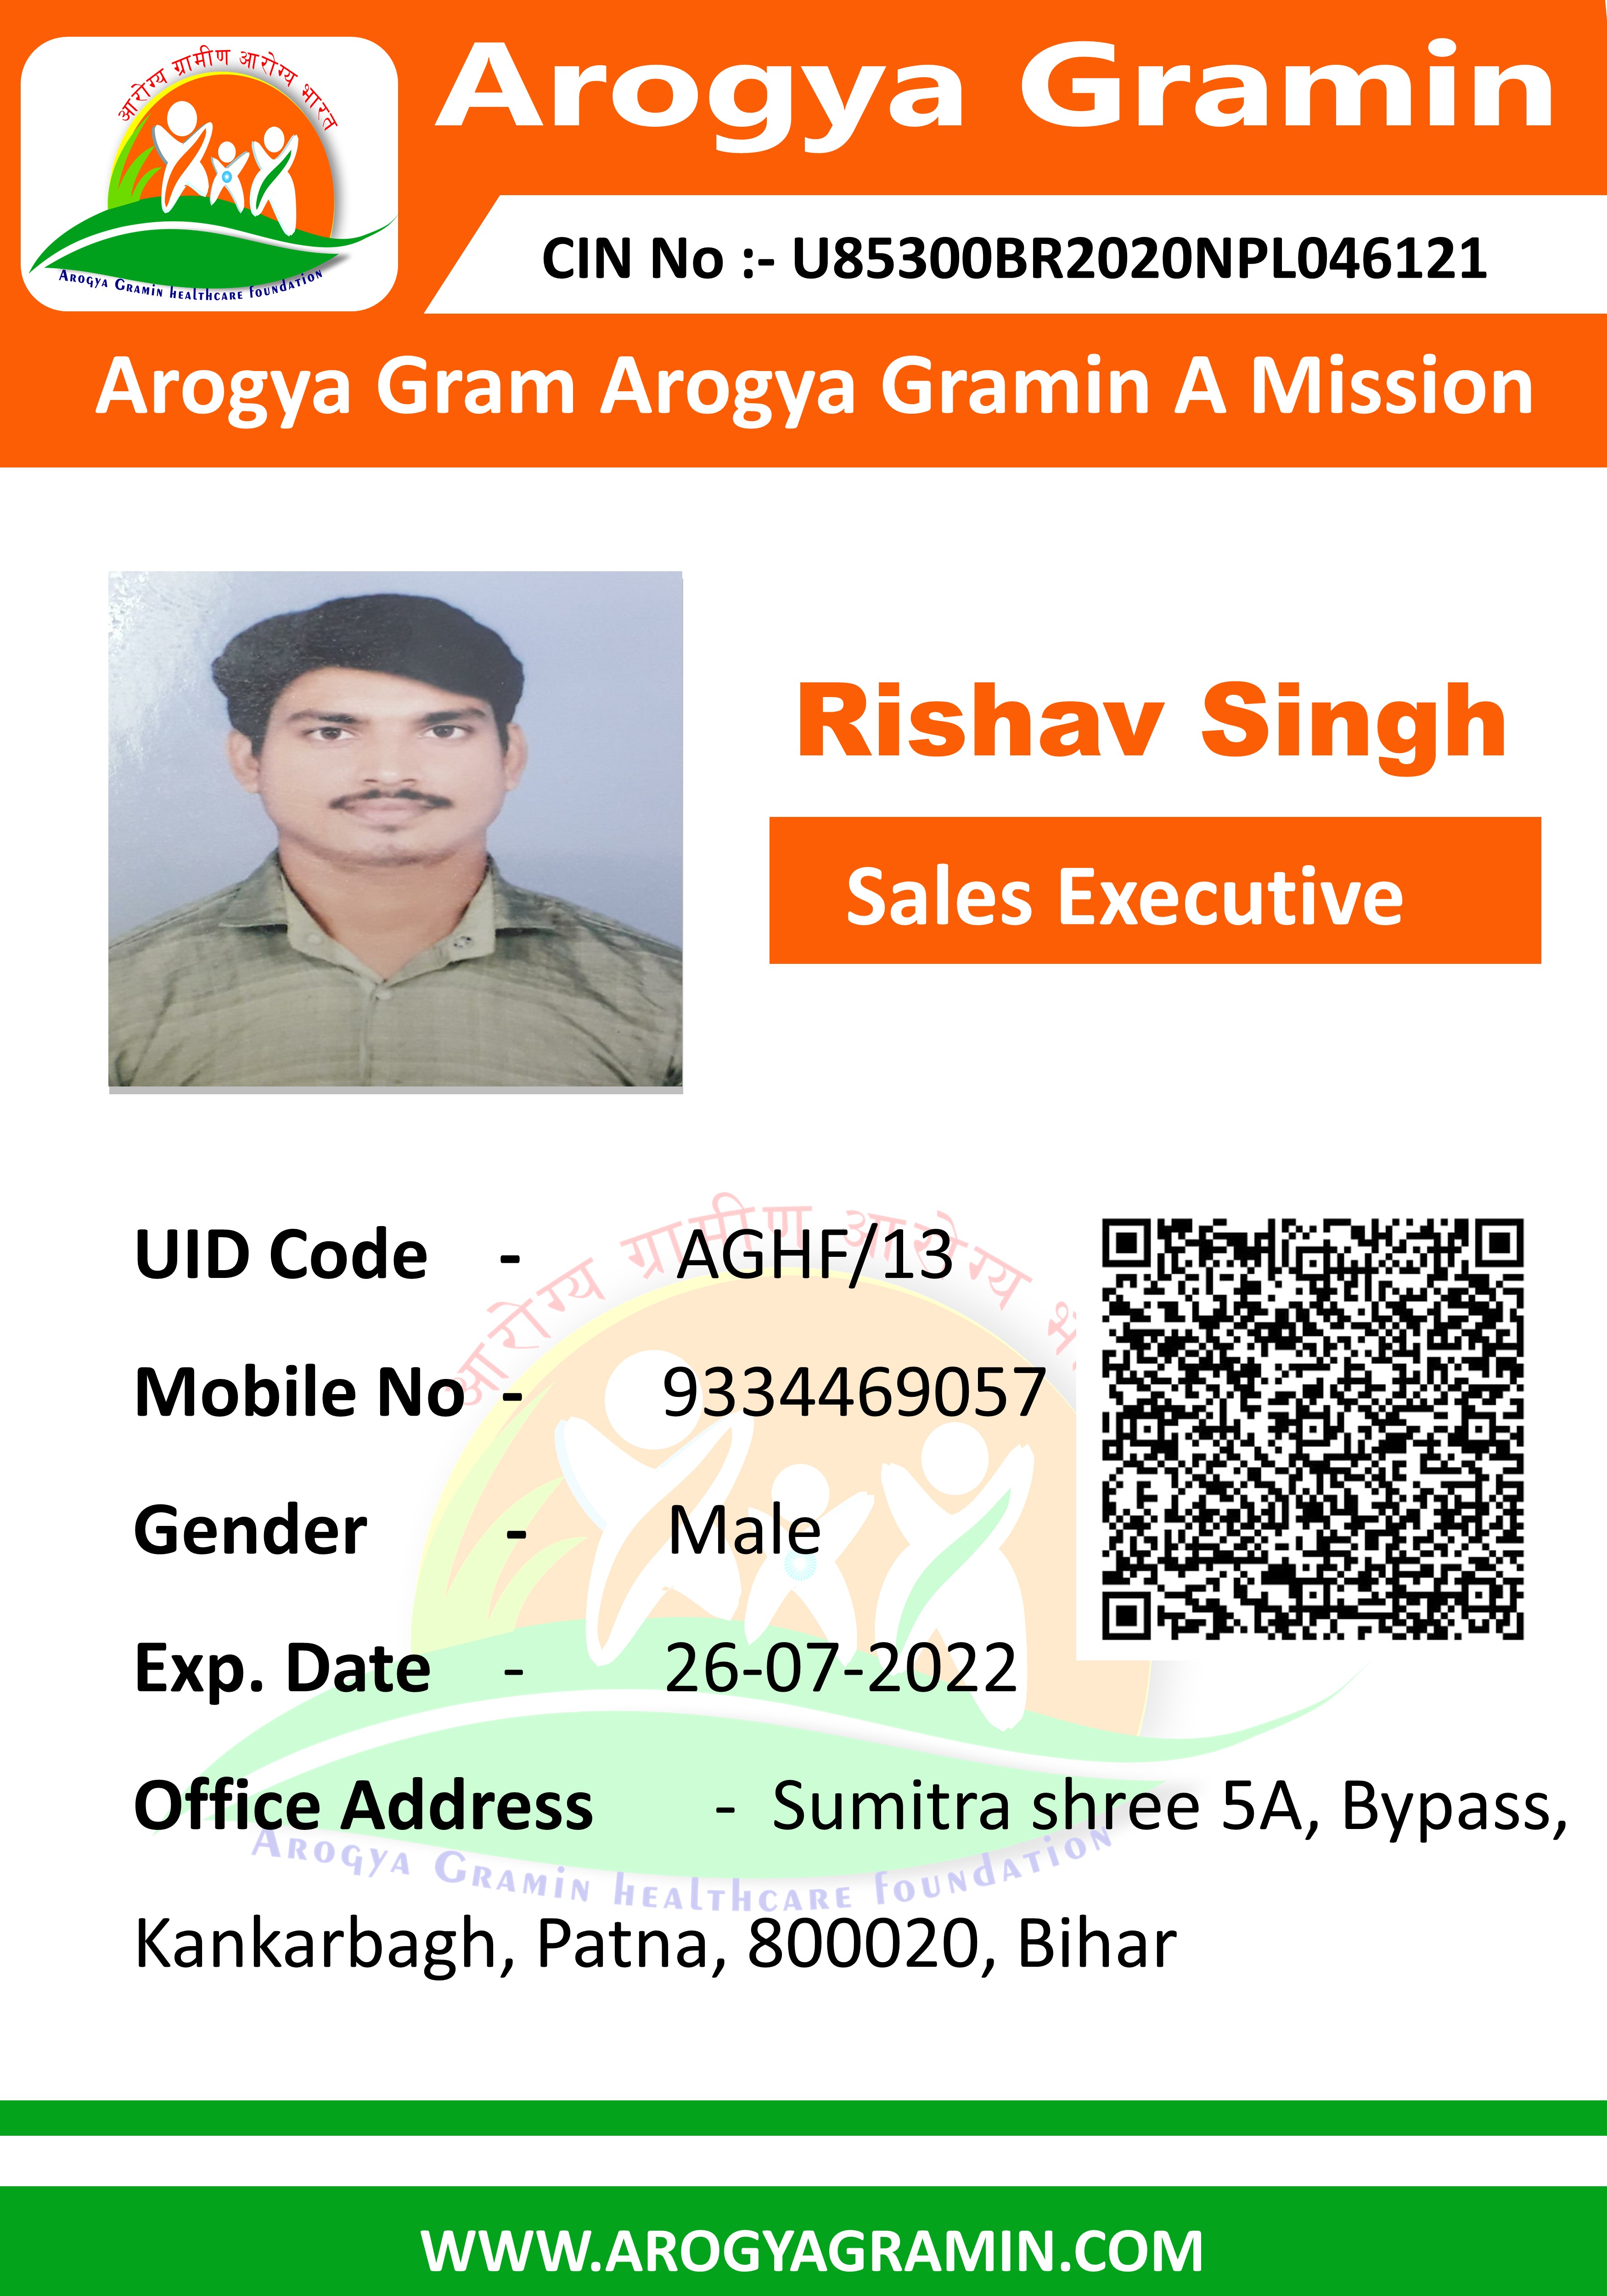 आरोग्य ग्रामीण आरोग्य भारत
Arogya Gramin healthcare foundation
Arogya Gramin
CIN No :- U85300BR2020NPL046121
Arogya Gram Arogya Gramin A Mission
Rishav Singh
Sales Executive
UID Code - AGHF/13
Mobile No - 9334469057
Gender - Male
Exp. Date - 26-07-2022
Office Address - Sumitra shree 5A, Bypass,
Kankarbagh, Patna, 800020, Bihar
आरोग्य ग्रामीण आरोग्य
Arogya Gramin healthcare foundation
WWW.AROGYAGRAMIN.COM